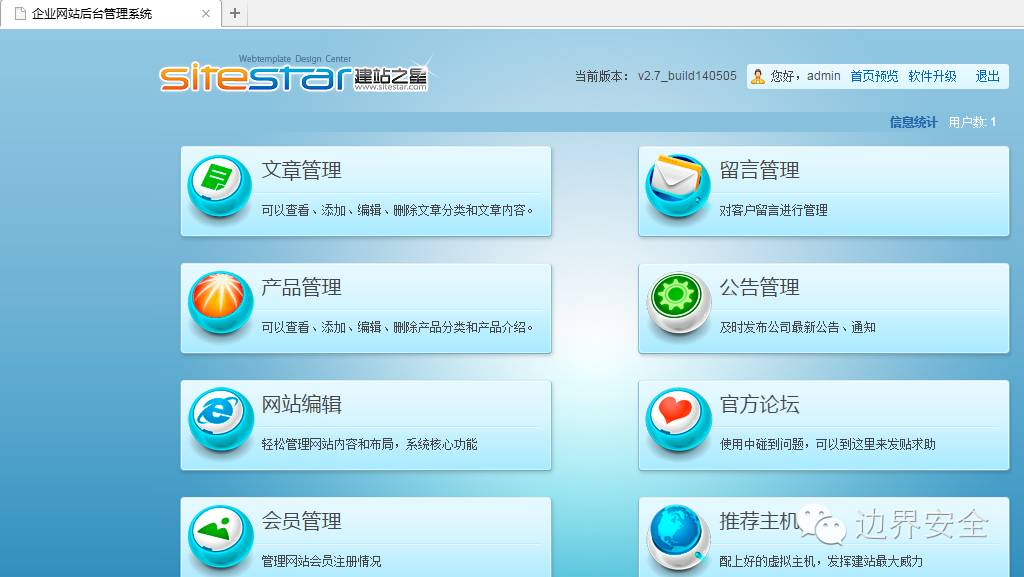 企业网站后台管理系统
Webtemplate Design Center
sitestar建站之星
www.sitestar.com
当前版本： v2.7_build140505 您好，admin 首页预览 软件升级 退出
信息统计 用户数: 1
文章管理
可以查看、添加、编辑、删除文章分类和文章内容。
留言管理
对客户留言进行管理
产品管理
可以查看、添加、编辑、删除产品分类和产品介绍。
公告管理
及时发布公司最新公告、通知
网站编辑
轻松管理网站内容和布局，系统核心功能
官方论坛
使用中碰到问题，可以到这里来发贴求助
会员管理
管理网站会员注册情况
推荐主机
配上好的虚拟主机，发挥建站最大威力
边界安全